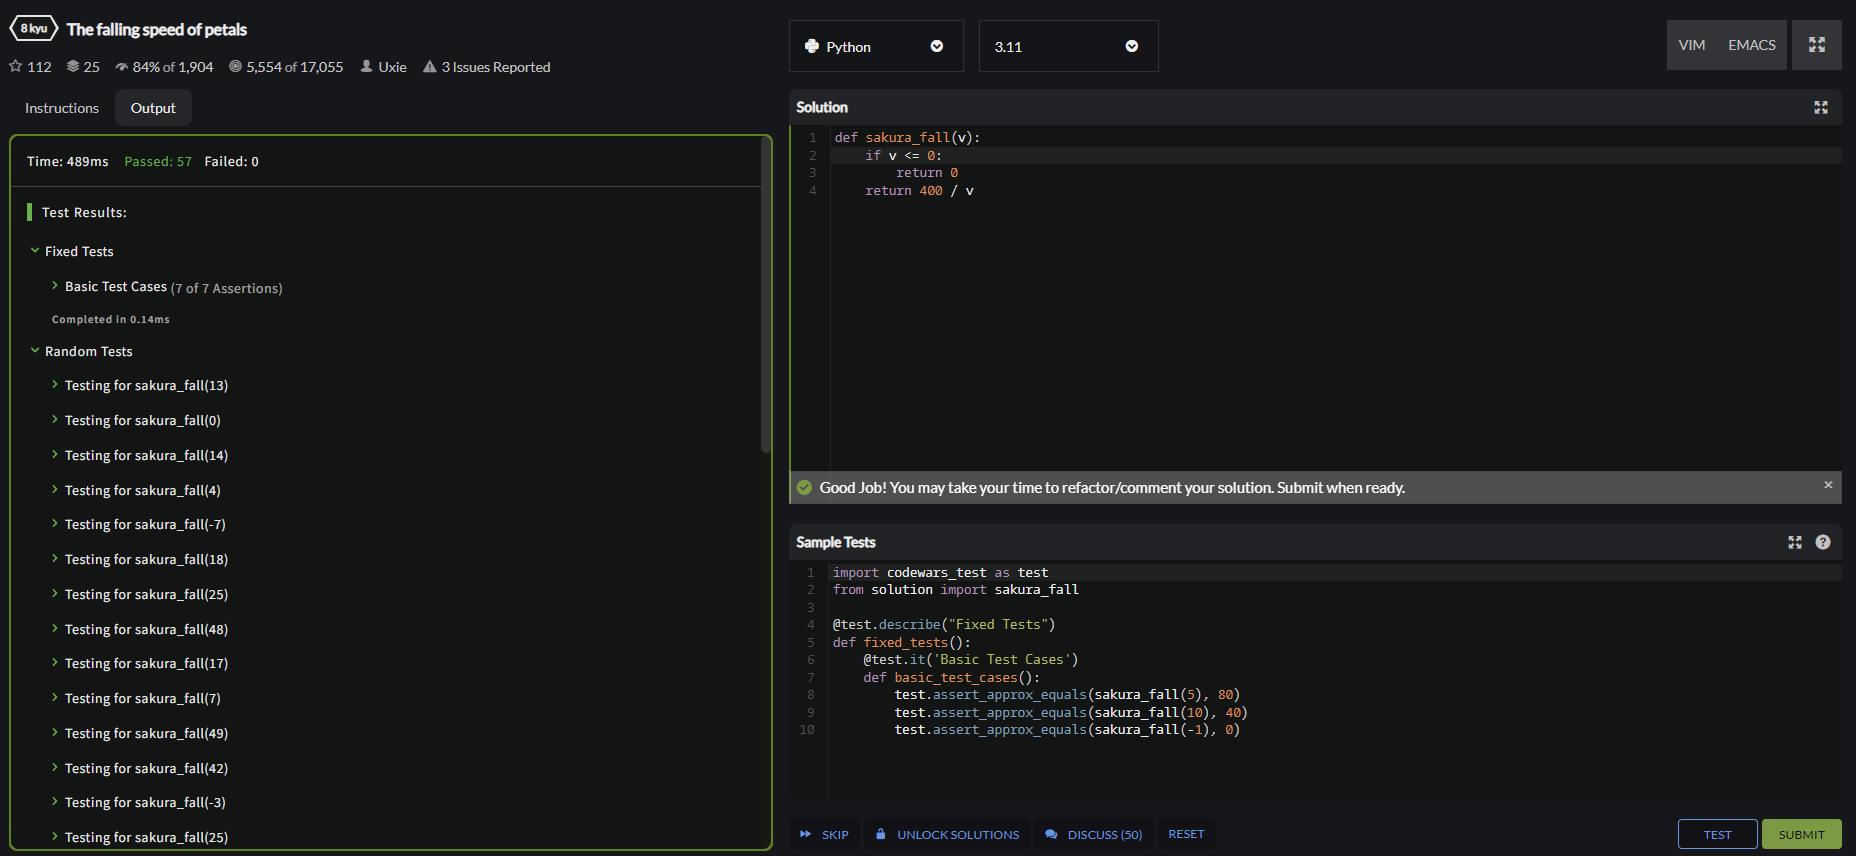 8 kyu The falling speed of petals
112 25 84% of 1,904 5,554 of 17,055 Uxie 3 Issues Reported
Instructions Output
Time: 489ms Passed: 57 Failed: 0
Test Results:
Fixed Tests
Basic Test Cases (7 of 7 Assertions)
Completed in 0.14ms
Random Tests
Testing for sakura_fall(13)
Testing for sakura_fall(0)
Testing for sakura_fall(14)
Testing for sakura_fall(4)
Testing for sakura_fall(-7)
Testing for sakura_fall(18)
Testing for sakura_fall(25)
Testing for sakura_fall(48)
Testing for sakura_fall(17)
Testing for sakura_fall(7)
Testing for sakura_fall(49)
Testing for sakura_fall(42)
Testing for sakura_fall(-3)
Testing for sakura_fall(25)
Python 3.11 VIM EMACS
Solution
1 def sakura_fall(v):
2     if v <= 0:
3         return 0
4     return 400 / v
Good Job! You may take your time to refactor/comment your solution. Submit when ready. ×
Sample Tests ?
1 import codewars_test as test
2 from solution import sakura_fall
3
4 @test.describe("Fixed Tests")
5 def fixed_tests():
6     @test.it('Basic Test Cases')
7     def basic_test_cases():
8         test.assert_approx_equals(sakura_fall(5), 80)
9         test.assert_approx_equals(sakura_fall(10), 40)
10         test.assert_approx_equals(sakura_fall(-1), 0)
SKIP UNLOCK SOLUTIONS DISCUSS (50) RESET TEST SUBMIT